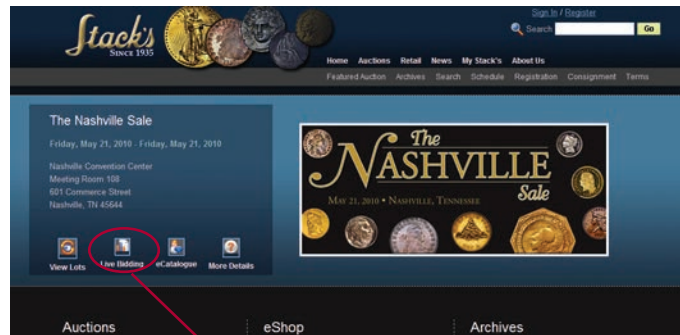 Sign In / Register
Stack's
SINCE 1935
Search Go
Home Auctions Retail News My Stack's About Us
Featured Auction Archives Search Schedule Registration Consignment Terms
The Nashville Sale
Friday, May 21, 2010 - Friday, May 21, 2010
Nashville Convention Center
Meeting Room 108
601 Commerce Street
Nashville, TN 45644
View Lots Live Bidding eCatalogue More Details
The
NASHVILLE
Sale
MAY 21, 2010 • NASHVILLE, TENNESSEE
Auctions eShop Archives